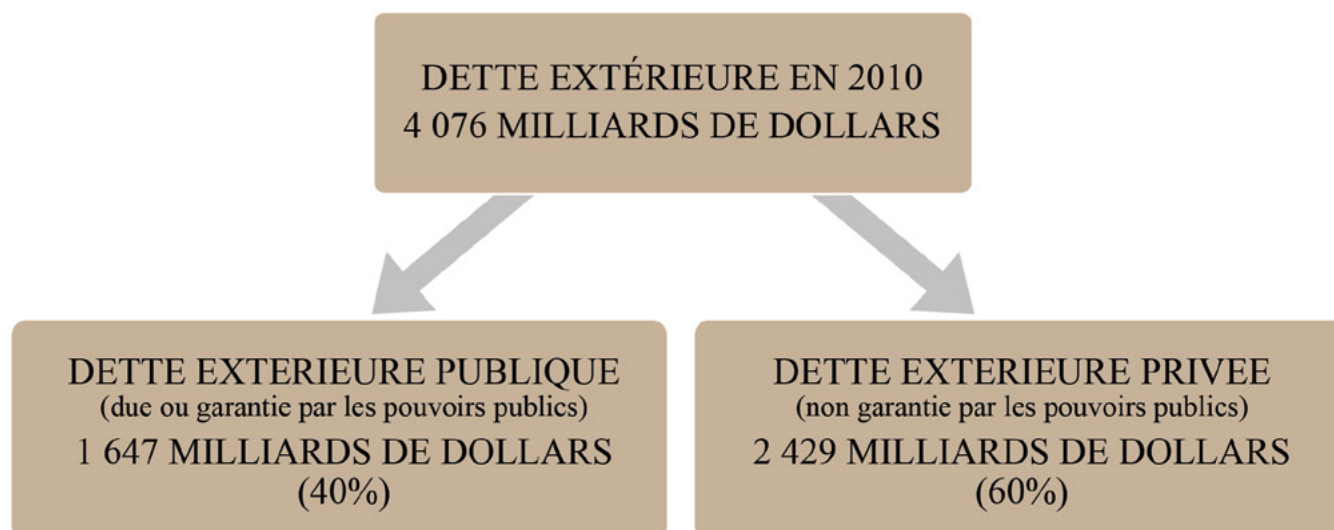 DETTE EXTÉRIEURE EN 2010
4 076 MILLIARDS DE DOLLARS
DETTE EXTERIEURE PUBLIQUE
(due ou garantie par les pouvoirs publics)
1 647 MILLIARDS DE DOLLARS
(40%)
DETTE EXTERIEURE PRIVEE
(non garantie par les pouvoirs publics)
2 429 MILLIARDS DE DOLLARS
(60%)